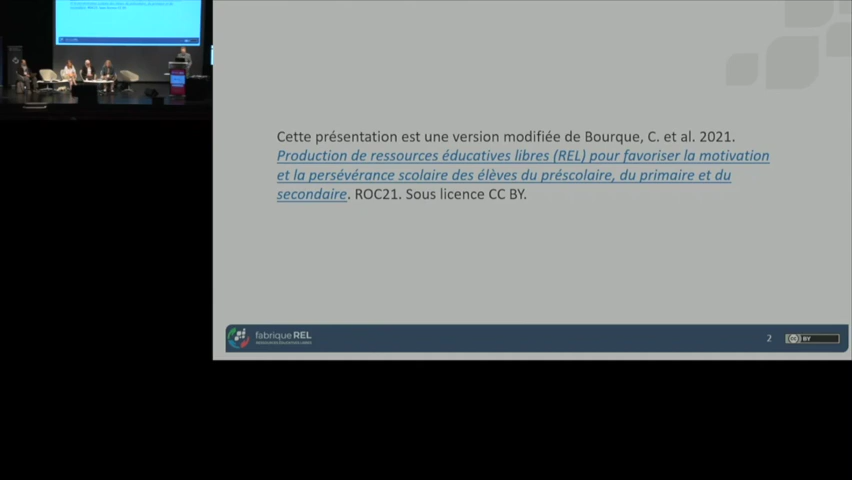 Cette présentation est une version modifiée de Bourque, C. et al. 2021.
Production de ressources éducatives libres (REL) pour favoriser la motivation
et la persévérance scolaire des élèves du préscolaire, du primaire et du
secondaire. ROC21. Sous licence CC BY.
fabrique REL
RESSOURCES ÉDUCATIVES LIBRES
2
CC BY